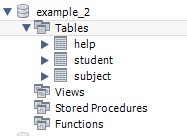 example_2
Tables
help
student
subject
Views
Stored Procedures
Functions